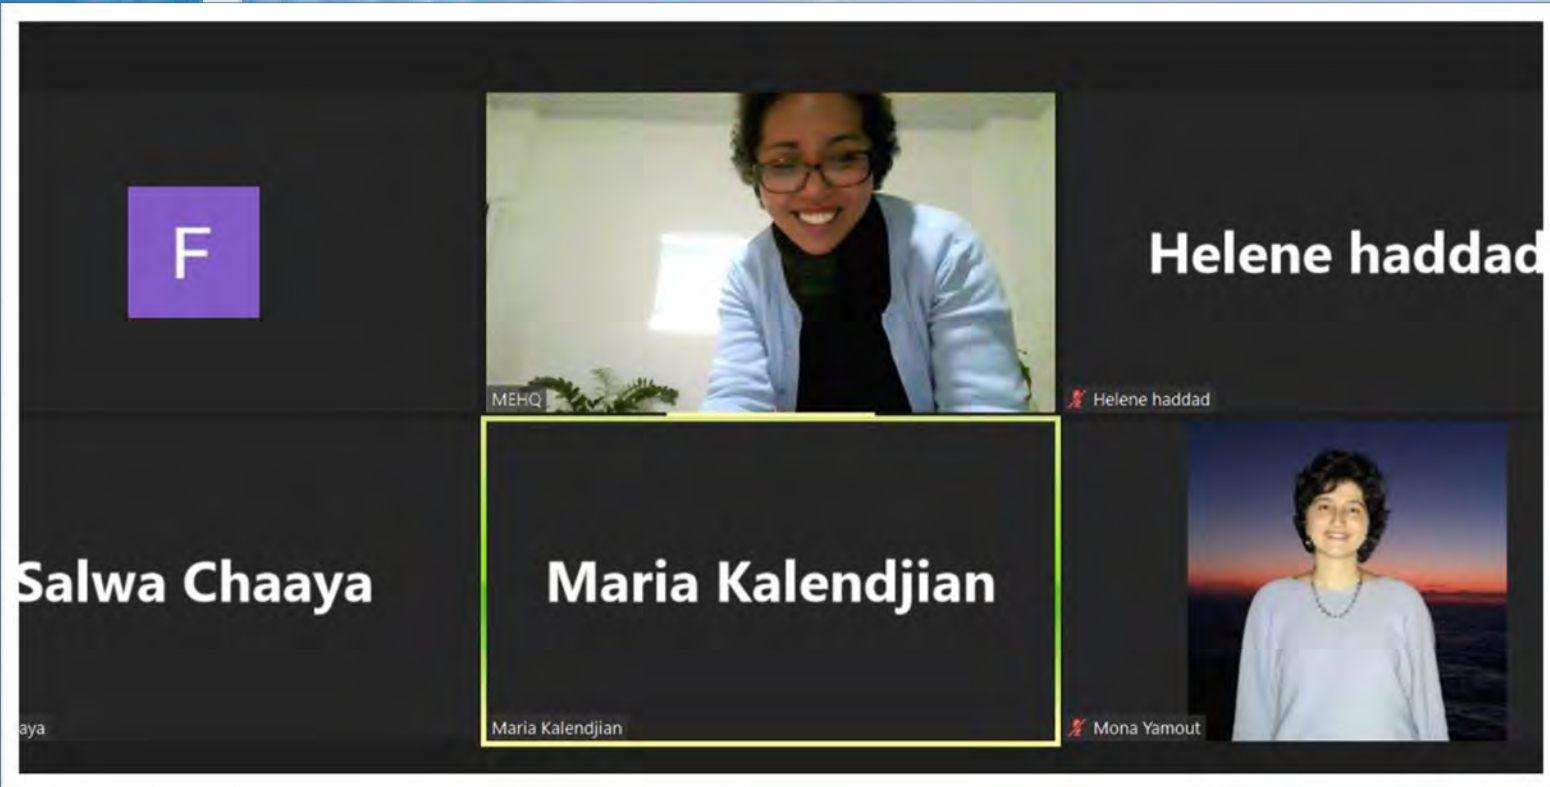 F
MEHQ
Helene haddad
Helene haddad
Salwa Chaaya
aya
Maria Kalendjian
Maria Kalendjian
Mona Yamout